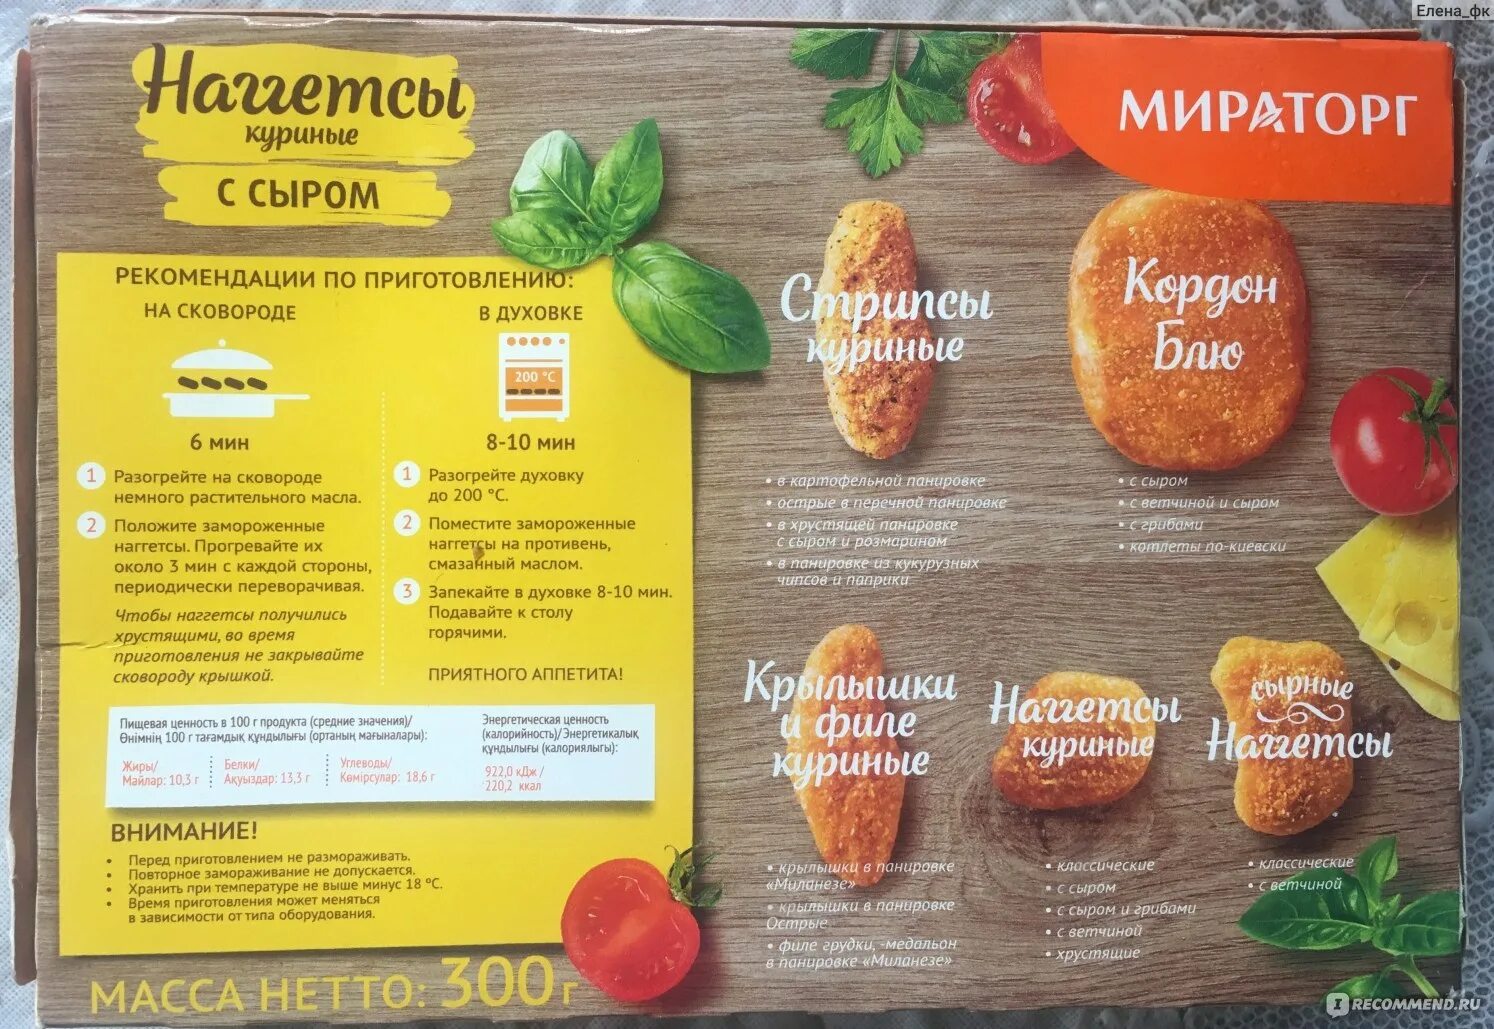 Елена_фк
Наггетсы
куриные
С СЫРОМ
РЕКОМЕНДАЦИИ ПО ПРИГОТОВЛЕНИЮ:
НА СКОВОРОДЕ
6 мин
1 Разогрейте на сковороде
немного растительного масла.
2 Положите замороженные
наггетсы. Прогревайте их
около 3 мин с каждой стороны,
периодически переворачивая.
Чтобы наггетсы получились
хрустящими, во время
приготовления не закрывайте
сковороду крышкой.
В ДУХОВКЕ
200 °C
8-10 мин
1 Разогрейте духовку
до 200 °C.
2 Поместите замороженные
наггетсы на противень,
смазанный маслом.
3 Запекайте в духовке 8-10 мин.
Подавайте к столу
горячими.
ПРИЯТНОГО АППЕТИТА!
Пищевая ценность в 100 г продукта (средние значения)/
Өнімнің 100 г тағамдық құндылығы (ортаның мағыналары):
Жиры/
Майлар: 10,3 г
Белки/
Ақуыздар: 13,3 г
Углеводы/
Көмірсулар: 18,6 г
Энергетическая ценность
(калорийность)/Энергетикалық
құндылығы (калориялыгы):
922,0 кДж /
220,2 ккал
ВНИМАНИЕ!
• Перед приготовлением не размораживать.
• Повторное замораживание не допускается.
• Хранить при температуре не выше минус 18 °C.
• Время приготовления может меняться
в зависимости от типа оборудования.
МАССА НЕТТО: 300 г
МИРАТОРГ
Стрипсы
куриные
• в картофельной панировке
• острые в перечной панировке
• в хрустящей панировке
с сыром и розмарином
• в панировке из кукурузных
чипсов и паприки
Кордон
Блю
• с сыром
• с ветчиной и сыром
• с грибами
• котлеты по-киевски
Крылышки
и филе
куриные
• крылышки в панировке
«Миланезе»
• крылышки в панировке
Острые
• филе грудки, -медальон
в панировке «Миланезе»
Наггетсы
куриные
• классические
• с сыром
• с сыром и грибами
• с ветчиной
• хрустящие
сырные
Наггетсы
• классические
• с ветчиной
IRECOMMEND.RU